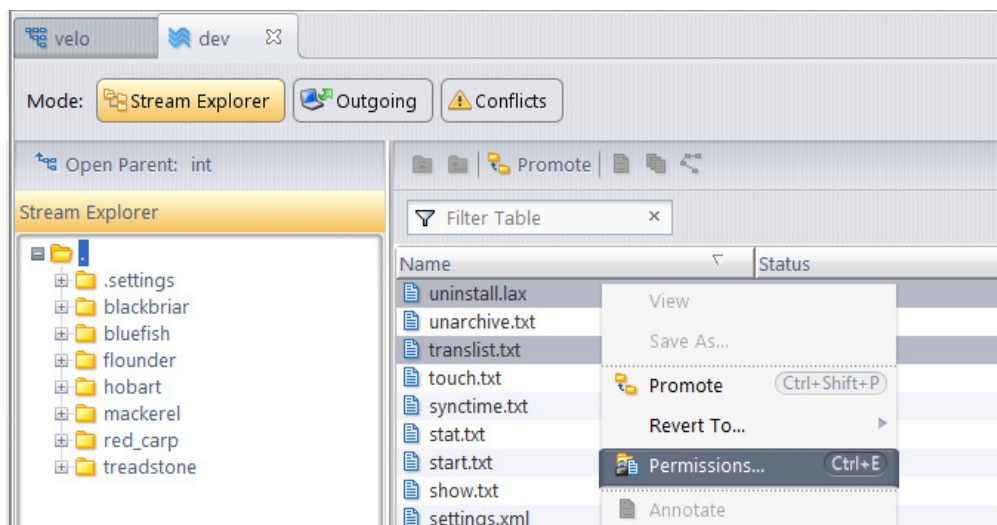 velo
dev
Mode: Stream Explorer Outgoing Conflicts
Open Parent: int
Promote
Stream Explorer
Filter Table
.
.settings
blackbriar
bluefish
flounder
hobart
mackerel
red_carp
treadstone
Name Status
uninstall.lax
unarchive.txt
translist.txt
touch.txt
synctime.txt
stat.txt
start.txt
show.txt
settings.xml
View
Save As...
Promote Ctrl+Shift+P
Revert To...
Permissions... Ctrl+E
Annotate